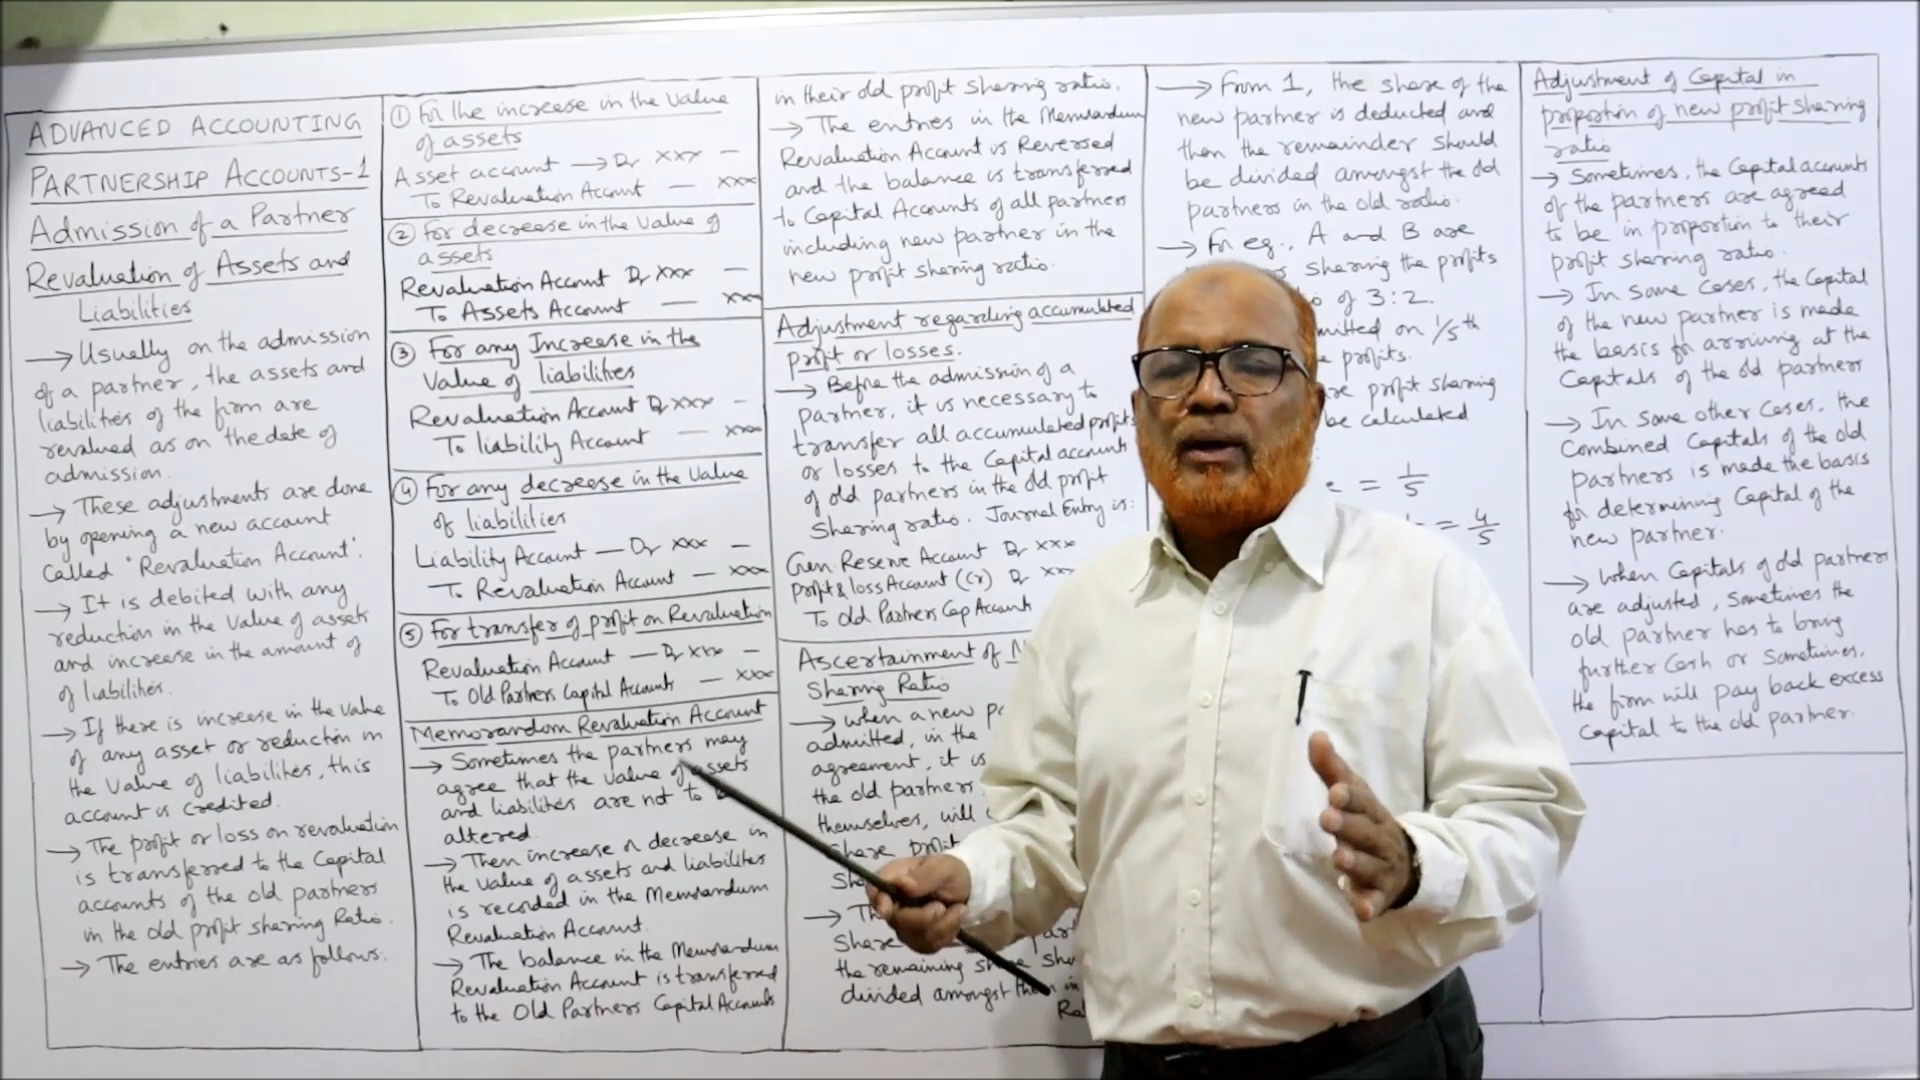 ADVANCED ACCOUNTING
PARTNERSHIP ACCOUNTS-1
Admission of a Partner
Revaluation of Assets and
Liabilities
→ Usually on the admission
of a partner, the assets and
liabilities of the firm are
revalued as on the date of
admission.
→ These adjustments are done
by opening a new account
called "Revaluation Account".
→ It is debited with any
reduction in the value of assets
and increase in the amount of
of liabilities.
→ If there is increase in the value
of any asset or reduction in
the value of liabilities, this
account is credited.
→ The profit or loss on revaluation
is transferred to the Capital
accounts of the old partners
in the old profit sharing Ratio.
→ The entries are as follows.
① For the increase in the value
of assets
Asset account → Dr xxx —
To Revaluation Account — xxx
② For decrease in the value of
assets
Revaluation Account Dr xxx —
To Assets Account — xxx
③ For any Increase in the
value of liabilities
Revaluation Account Dr xxx —
To liability Account — xxx
④ For any decrease in the value
of liabilities
Liability Account — Dr xxx —
To Revaluation Account — xxx
⑤ For transfer of profit on Revaluation
Revaluation Account — Dr xxx —
To Old Partners Capital Accounts — xxx
Memorandom Revaluation Account
→ Sometimes the partners may
agree that the value of assets
and liabilities are not to
altered
→ Then increase or decrease in
the value of assets and liabilities
is recorded in the Memorandum
Revaluation Account.
→ The balance in the Memorandum
Revaluation Account is transferred
to the Old Partners Capital Accounts
in their old profit sharing ratio.
→ The entries in the Memorandum
Revaluation Account is Reversed
and the balance is transferred
to Capital Accounts of all partners
including new partner in the
new profit sharing ratio.
Adjustment regarding accumulated
profit or losses.
→ Before the admission of a
partner, it is necessary to
transfer all accumulated profits
or losses to the Capital accounts
of old partners in the old profit
sharing ratio. Journal Entry is:
Gen. Reserve Account Dr xxx
profit & loss Account (Cr) Dr xxx
To Old Partners Cap Accounts
Ascertainment of
Sharing Ratio
→ when a new
admitted, in the
agreement, it is
the old partners
themselves, will
share
→
Share
the remaining
divided amongst them in
→ From 1, the share of the
new partner is deducted and
then the remainder should
be divided amongst the old
partners in the old ratio.
→ For eg., A and B are
sharing the profits
of 3:2.
on 1/5th
profits.
profit sharing
be calculated
= 1/5
= 4/5
Adjustment of Capital in
proportion of new profit sharing
ratio
→ Sometimes, the Capital accounts
of the partners are agreed
to be in proportion to their
profit sharing ratio.
→ In some cases, the Capital
of the new partner is made
the basis for arriving at the
Capitals of the old partners
→ In some other cases, the
Combined Capitals of the old
partners is made the basis
for determining Capital of the
new partner.
→ when Capitals of old partners
are adjusted, sometimes the
old partner has to bring
further Cash or Sometimes,
the firm will pay back excess
Capital to the old partner.